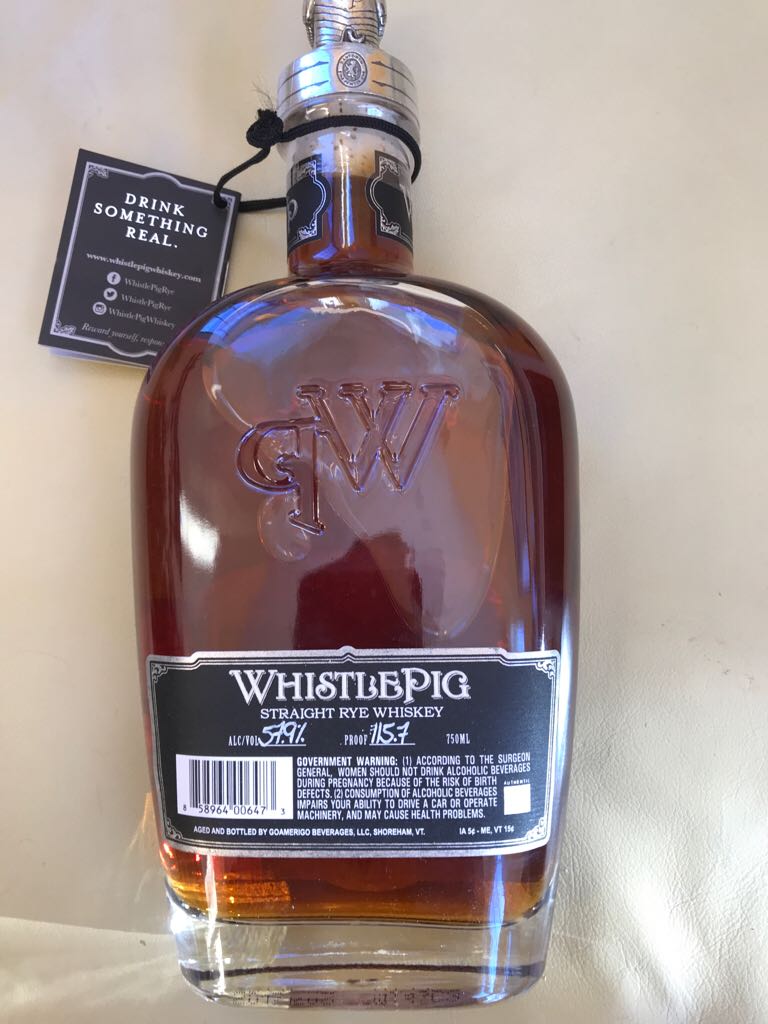 DRINK
SOMETHING
REAL.
www.whistlepigwhiskey.com
WhistlePigRye
WhistlePigRye
WhistlePigWhiskey
Reward yourself,
WP
WHISTLEPIG
STRAIGHT RYE WHISKEY
ALC/VOL 57.9% PROOF 115.7 750ML
GOVERNMENT WARNING: (1) ACCORDING TO THE SURGEON
GENERAL, WOMEN SHOULD NOT DRINK ALCOHOLIC BEVERAGES
DURING PREGNANCY BECAUSE OF THE RISK OF BIRTH
DEFECTS. (2) CONSUMPTION OF ALCOHOLIC BEVERAGES
IMPAIRS YOUR ABILITY TO DRIVE A CAR OR OPERATE
MACHINERY, AND MAY CAUSE HEALTH PROBLEMS.
AUTHENTIC
8 58964 00647 3
AGED AND BOTTLED BY GOAMERIGO BEVERAGES, LLC, SHOREHAM, VT. IA 5¢ - ME, VT 15¢